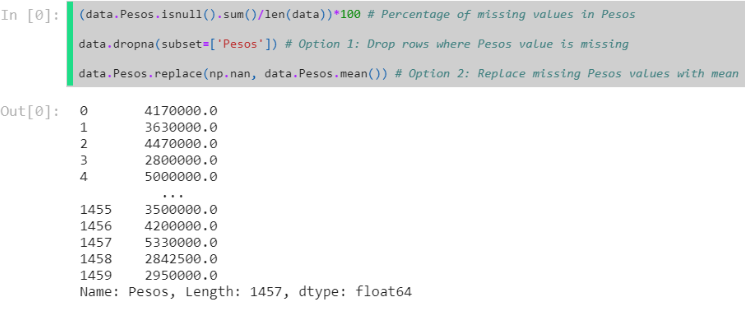 In [0]: (data.Pesos.isnull().sum()/len(data))*100 # Percentage of missing values in Pesos
data.dropna(subset=['Pesos']) # Option 1: Drop rows where Pesos value is missing
data.Pesos.replace(np.nan, data.Pesos.mean()) # Option 2: Replace missing Pesos values with mean
Out[0]: 0 4170000.0
1 3630000.0
2 4470000.0
3 2800000.0
4 5000000.0
...
1455 3500000.0
1456 4200000.0
1457 5330000.0
1458 2842500.0
1459 2950000.0
Name: Pesos, Length: 1457, dtype: float64